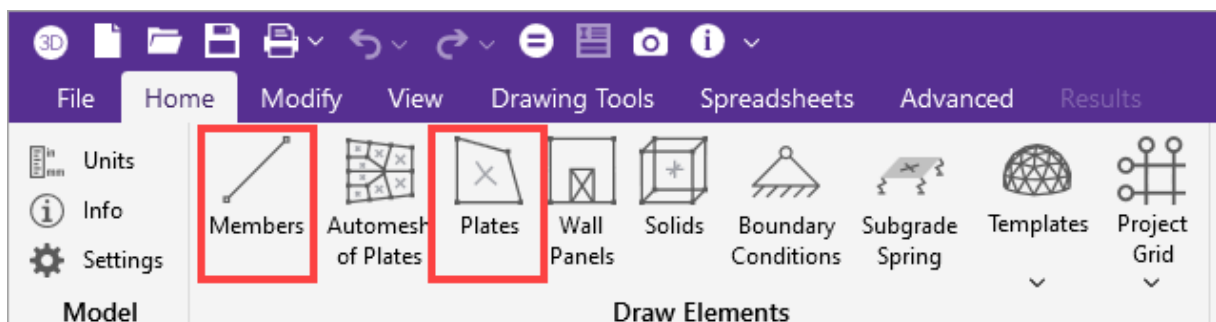 3D
File Home Modify View Drawing Tools Spreadsheets Advanced Results
Units
Info
Settings
Model
Members
Automesh
of Plates
Plates
Wall
Panels
Solids
Boundary
Conditions
Subgrade
Spring
Templates
Project
Grid
Draw Elements